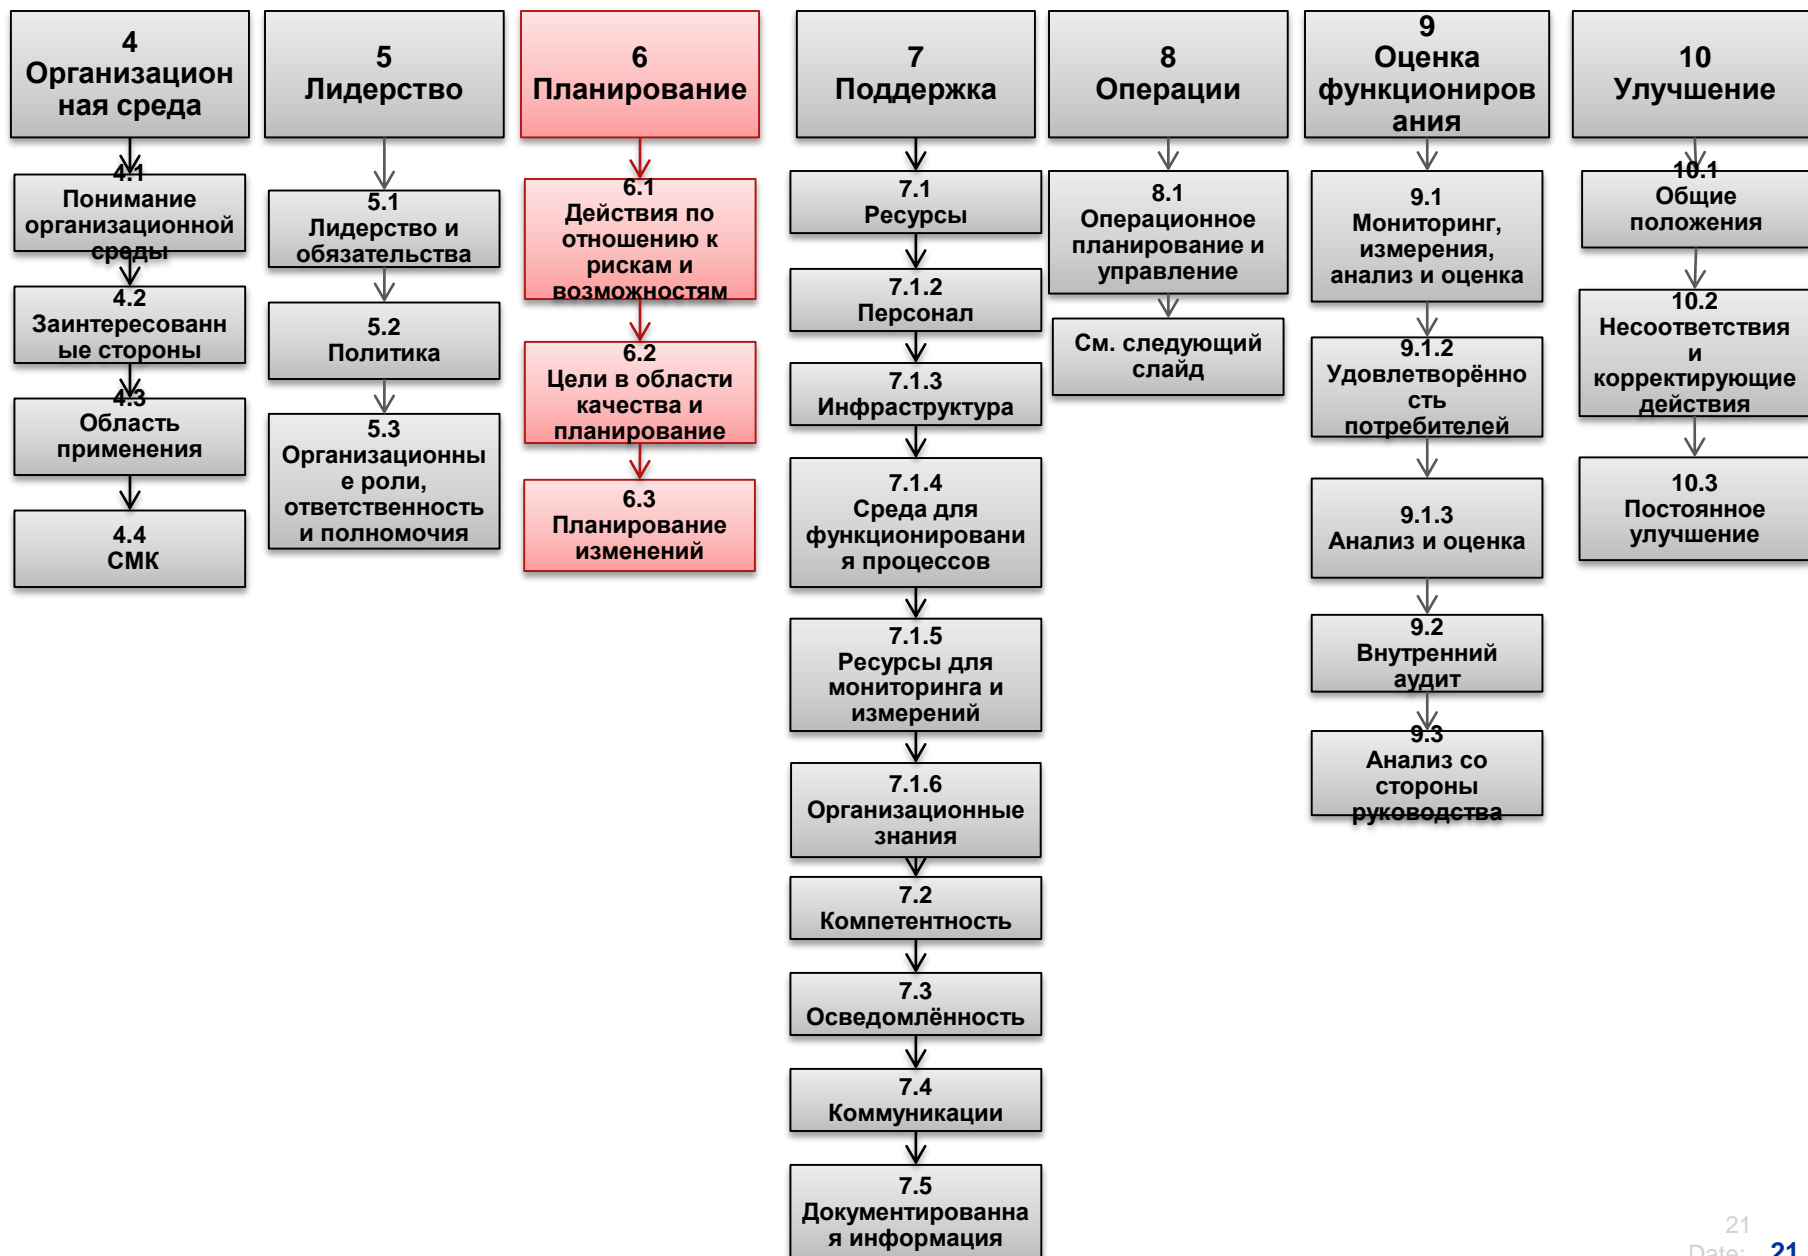 4
Организацион
ная среда
4.1
Понимание
организационной
среды
4.2
Заинтересованн
ые стороны
4.3
Область
применения
4.4
СМК
5
Лидерство
5.1
Лидерство и
обязательства
5.2
Политика
5.3
Организационны
е роли,
ответственность
и полномочия
6
Планирование
6.1
Действия по
отношению к
рискам и
возможностям
6.2
Цели в области
качества и
планирование
6.3
Планирование
изменений
7
Поддержка
7.1
Ресурсы
7.1.2
Персонал
7.1.3
Инфраструктура
7.1.4
Среда для
функционировани
я процессов
7.1.5
Ресурсы для
мониторинга и
измерений
7.1.6
Организационные
знания
7.2
Компетентность
7.3
Осведомлённость
7.4
Коммуникации
7.5
Документированна
я информация
8
Операции
8.1
Операционное
планирование и
управление
См. следующий
слайд
9
Оценка
функциониров
ания
9.1
Мониторинг,
измерения,
анализ и оценка
9.1.2
Удовлетворённо
сть
потребителей
9.1.3
Анализ и оценка
9.2
Внутренний
аудит
9.3
Анализ со
стороны
руководства
10
Улучшение
10.1
Общие
положения
10.2
Несоответствия
и
корректирующие
действия
10.3
Постоянное
улучшение
21
Date: 21